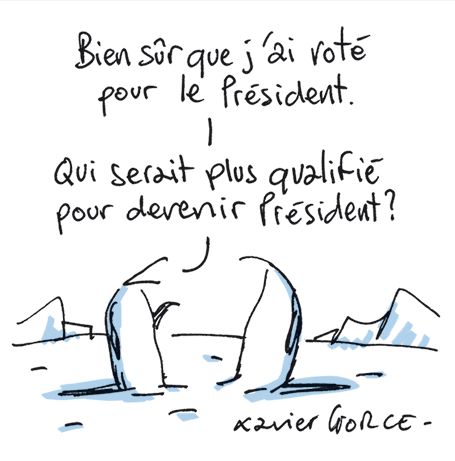 Bien sûr que j'ai voté
pour le Président.
Qui serait plus qualifié
pour devenir Président?
xavier GORCE-